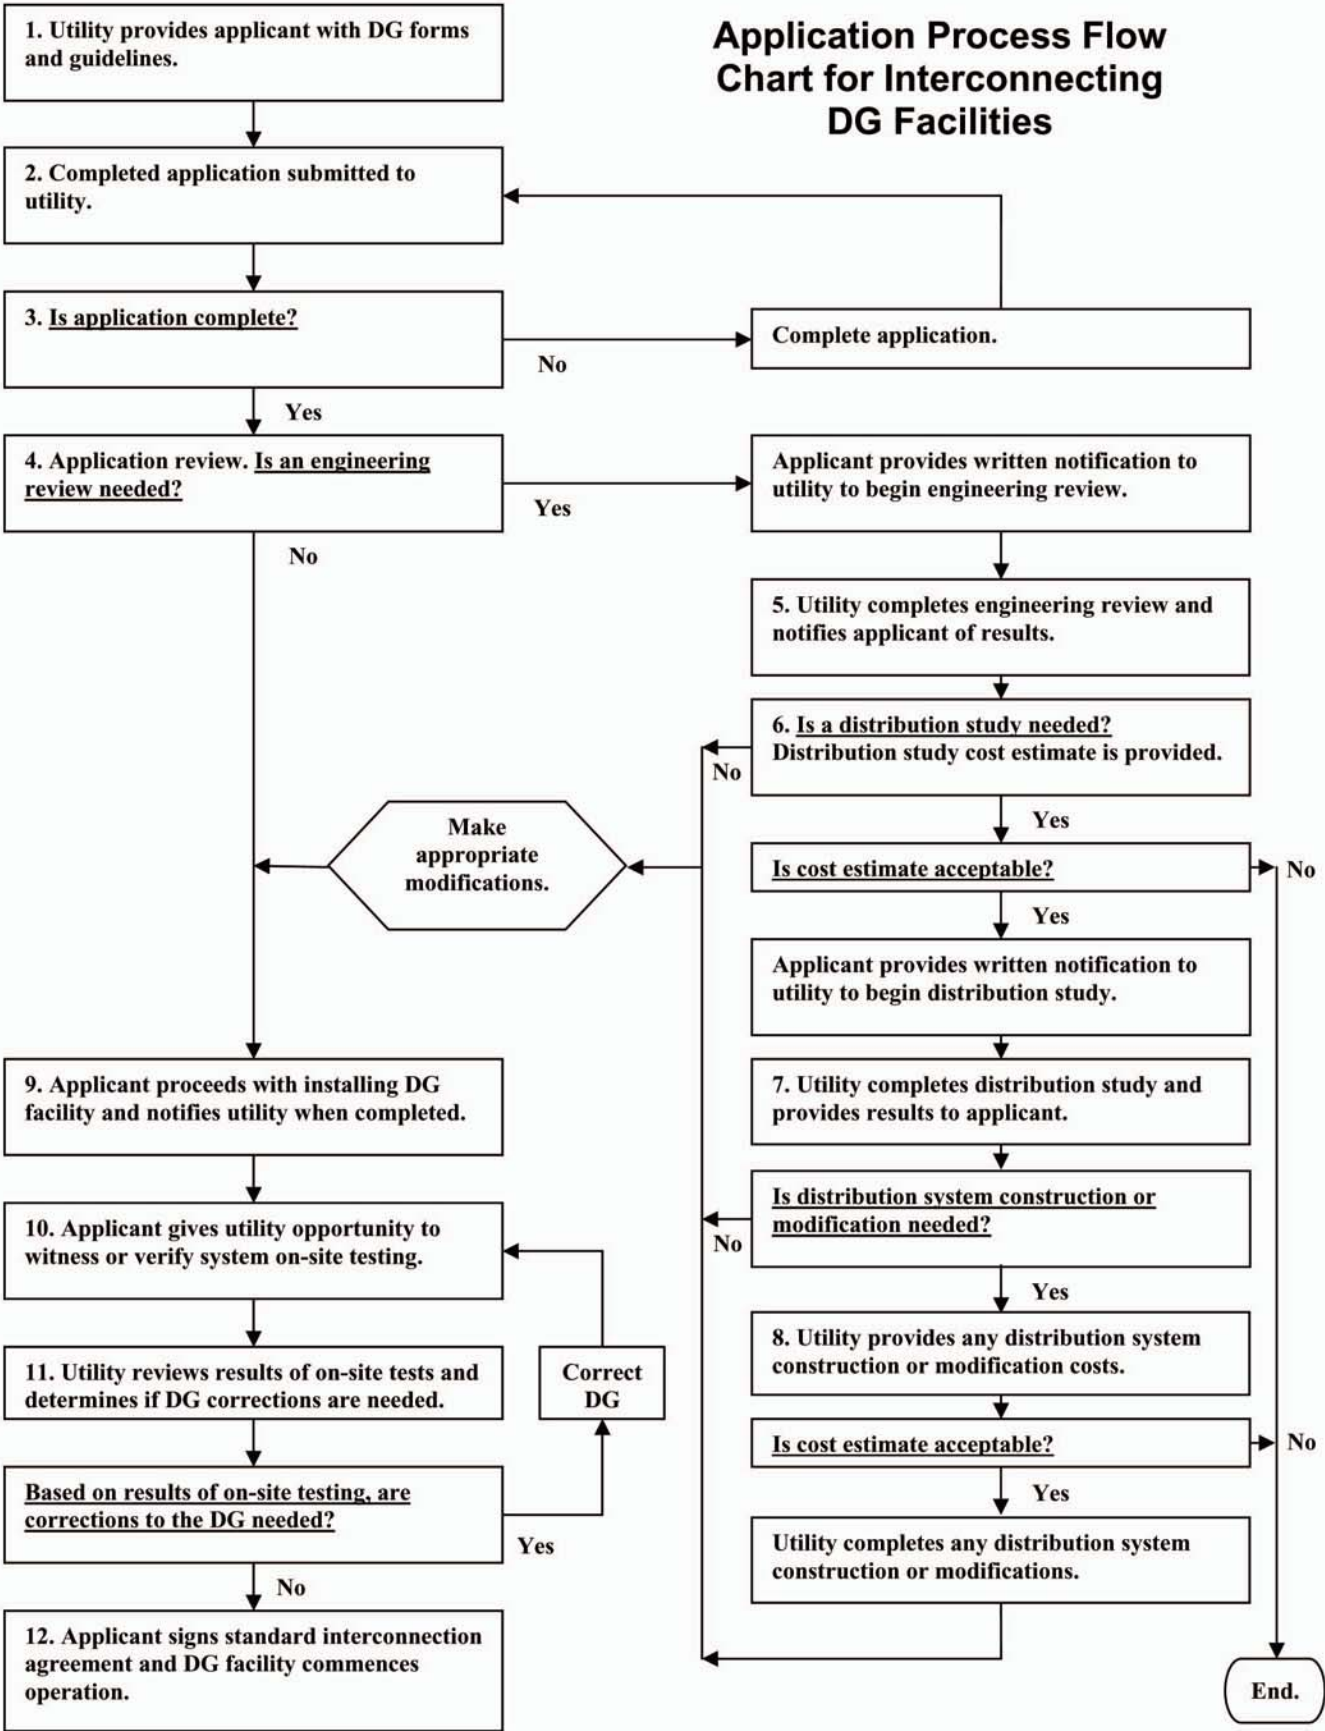 Application Process Flow
Chart for Interconnecting
DG Facilities
1. Utility provides applicant with DG forms
and guidelines.
2. Completed application submitted to
utility.
3. Is application complete?
No
Complete application.
Yes
4. Application review. Is an engineering
review needed?
Yes
No
Applicant provides written notification to
utility to begin engineering review.
5. Utility completes engineering review and
notifies applicant of results.
6. Is a distribution study needed?
Distribution study cost estimate is provided.
No
Yes
Make
appropriate
modifications.
Is cost estimate acceptable?
No
Yes
Applicant provides written notification to
utility to begin distribution study.
7. Utility completes distribution study and
provides results to applicant.
Is distribution system construction or
modification needed?
No
Yes
8. Utility provides any distribution system
construction or modification costs.
Is cost estimate acceptable?
No
Yes
Utility completes any distribution system
construction or modifications.
End.
9. Applicant proceeds with installing DG
facility and notifies utility when completed.
10. Applicant gives utility opportunity to
witness or verify system on-site testing.
11. Utility reviews results of on-site tests and
determines if DG corrections are needed.
Correct
DG
Based on results of on-site testing, are
corrections to the DG needed?
Yes
No
12. Applicant signs standard interconnection
agreement and DG facility commences
operation.